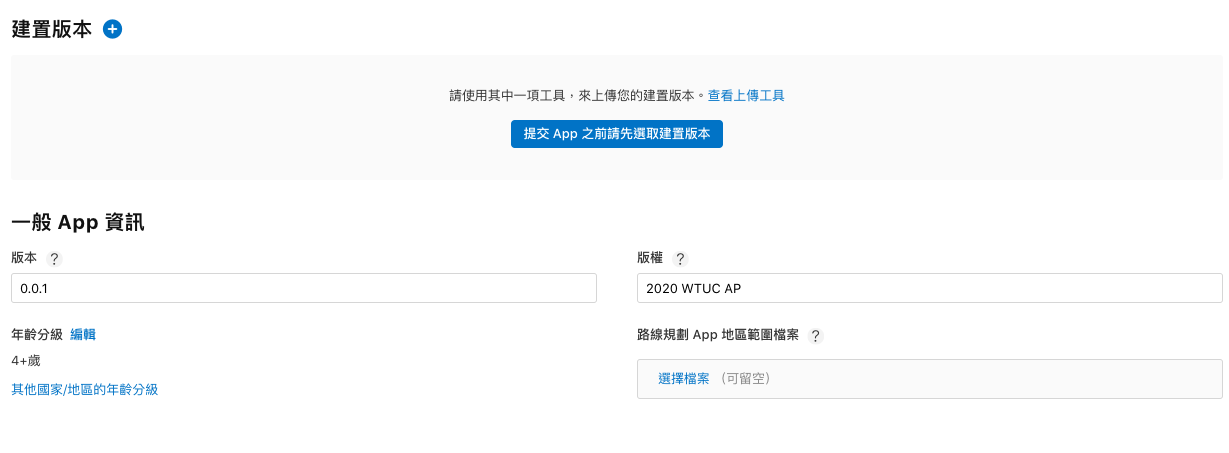 建置版本
請使用其中一項工具，來上傳您的建置版本。查看上傳工具
提交 App 之前請先選取建置版本
一般 App 資訊
版本 ?
0.0.1
版權 ?
2020 WTUC AP
年齡分級 編輯
4+歲
其他國家/地區的年齡分級
路線規劃 App 地區範圍檔案 ?
選擇檔案 （可留空）